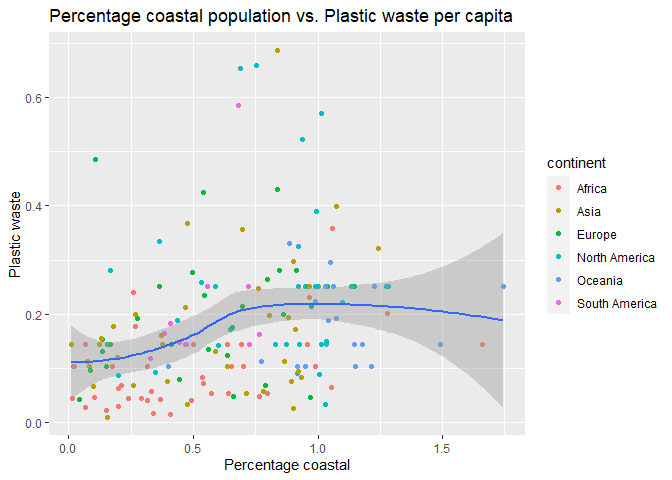 Percentage coastal population vs. Plastic waste per capita
0.6
0.4
0.2
0.0
Plastic waste
0.0
0.5
1.0
1.5
Percentage coastal
continent
Africa
Asia
Europe
North America
Oceania
South America